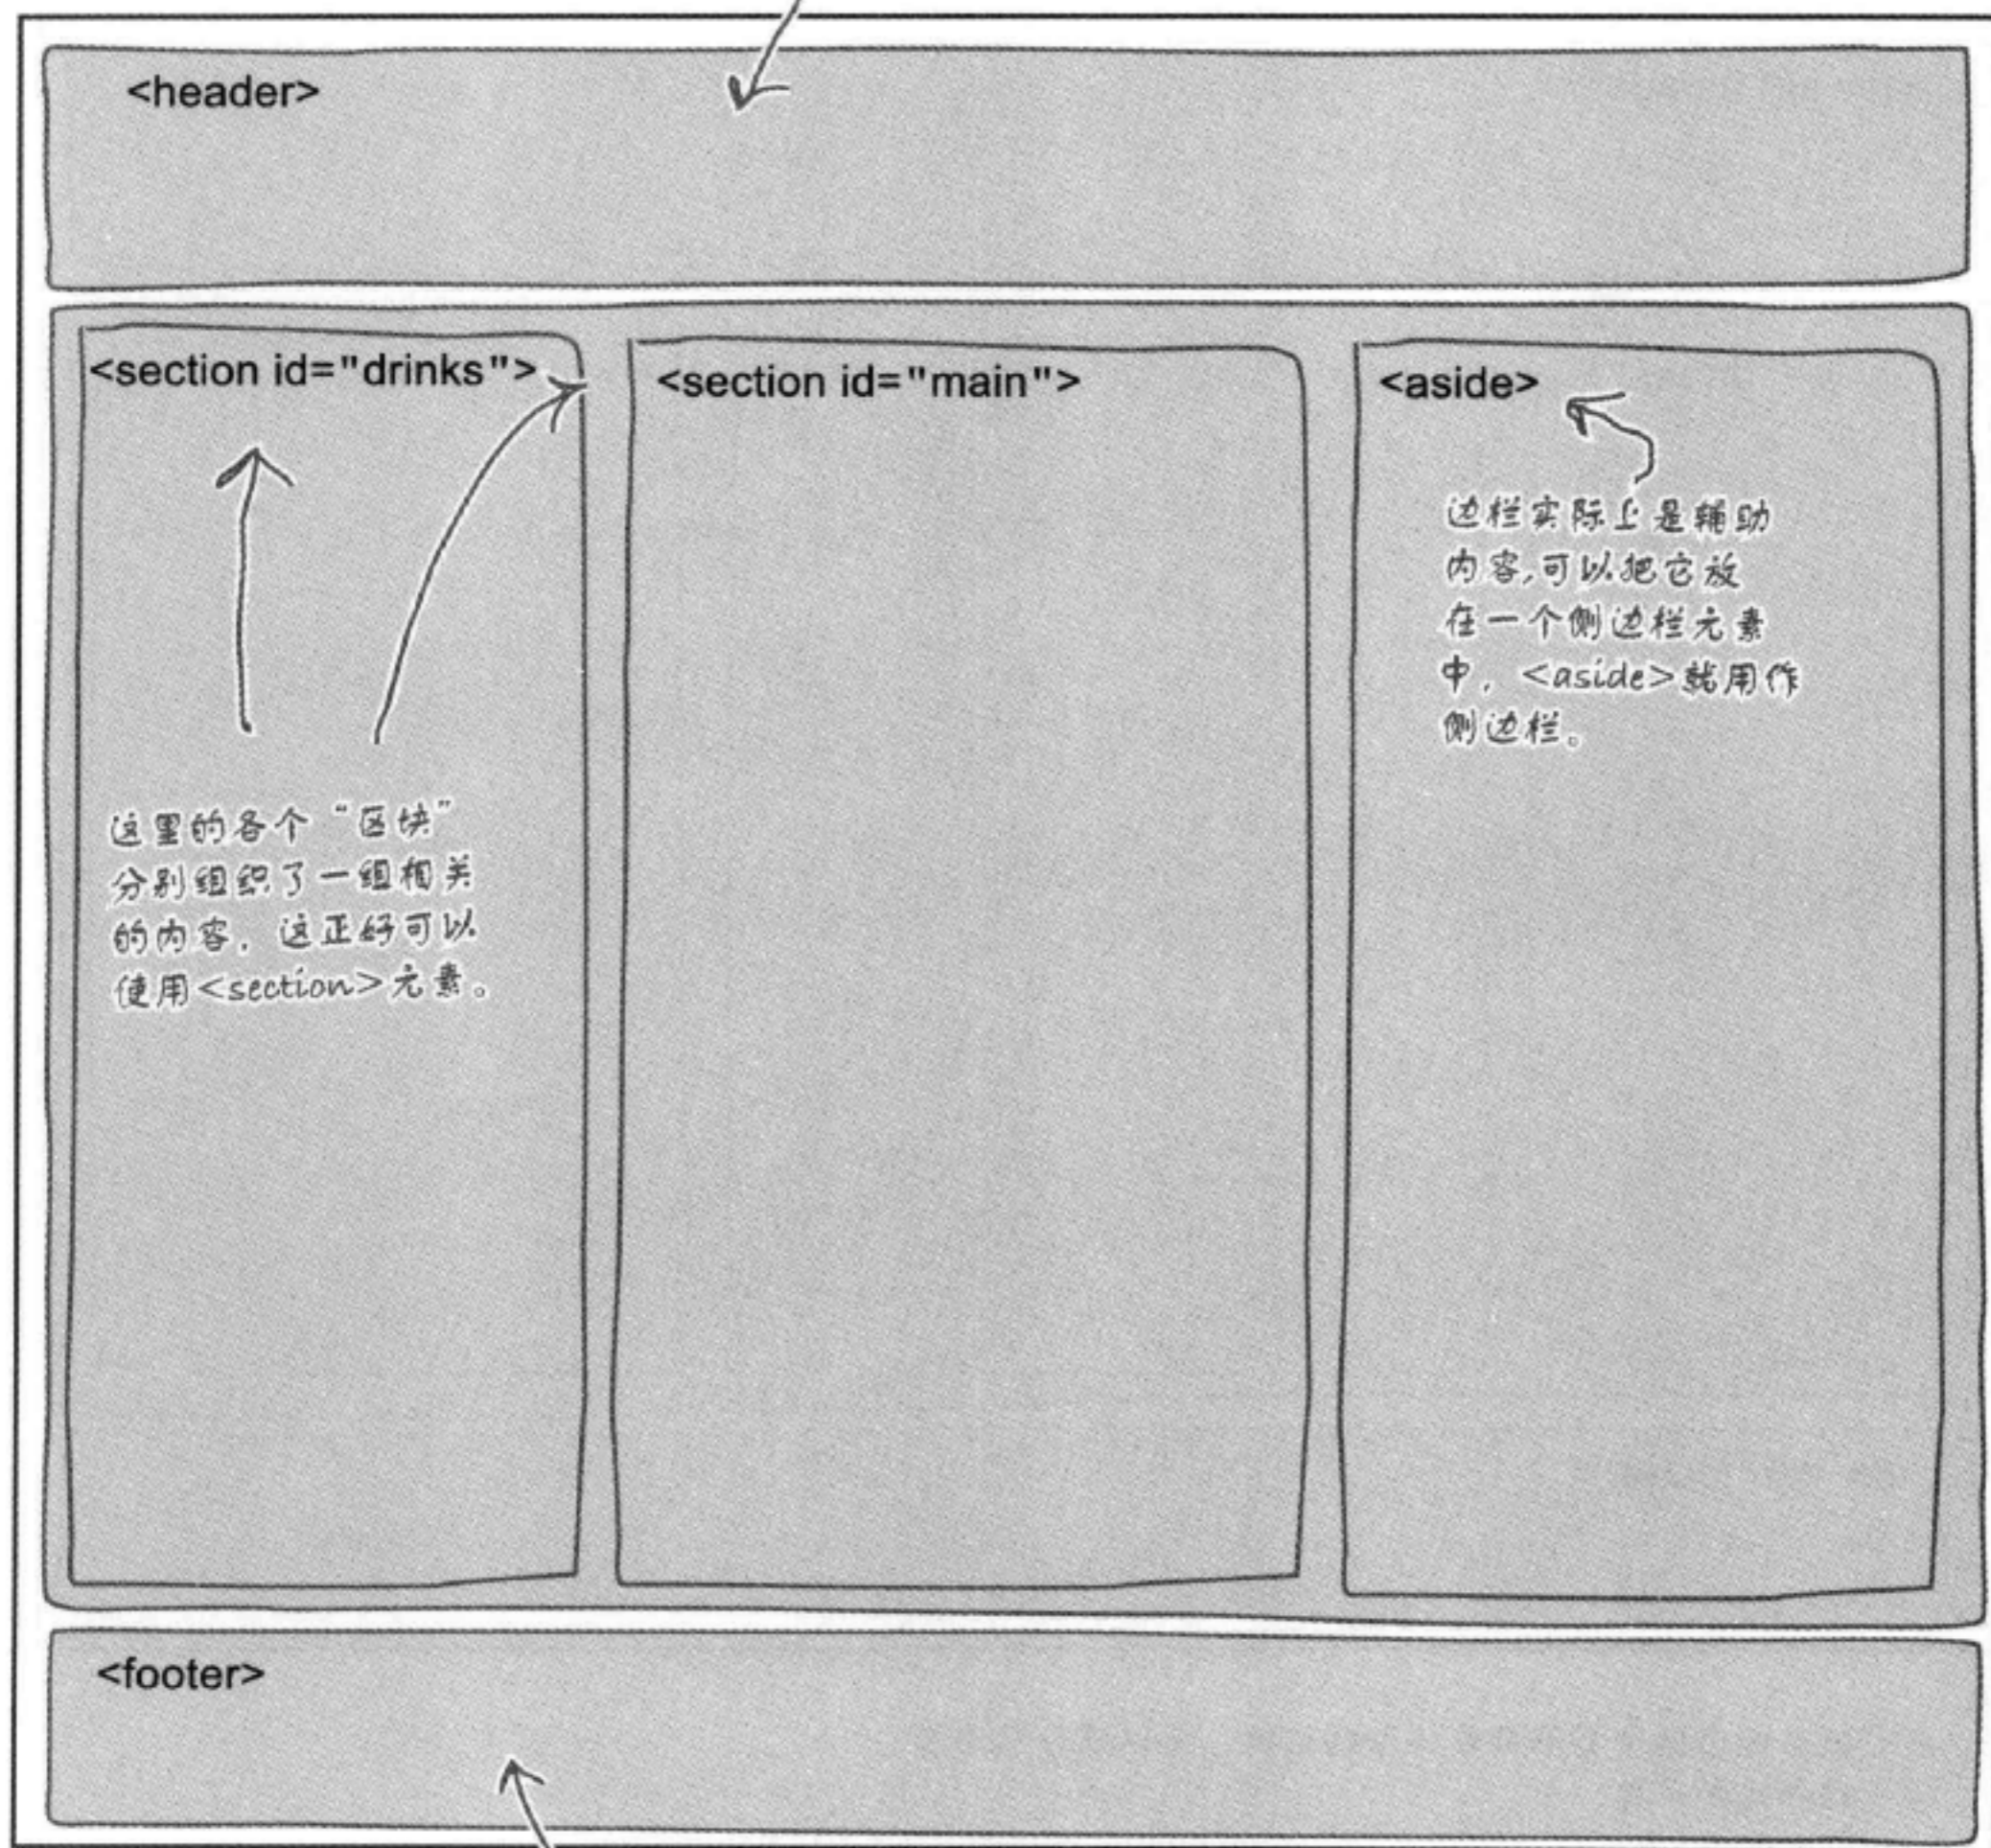 <header>
<section id="drinks">
<section id="main">
<aside>
边栏实际上是辅助
内容,可以把它放
在一个侧边栏元素
中，<aside>就用作
侧边栏。
这里的各个“区块”
分别组织了一组相关
的内容，这正好可以
使用<section>元素。
<footer>